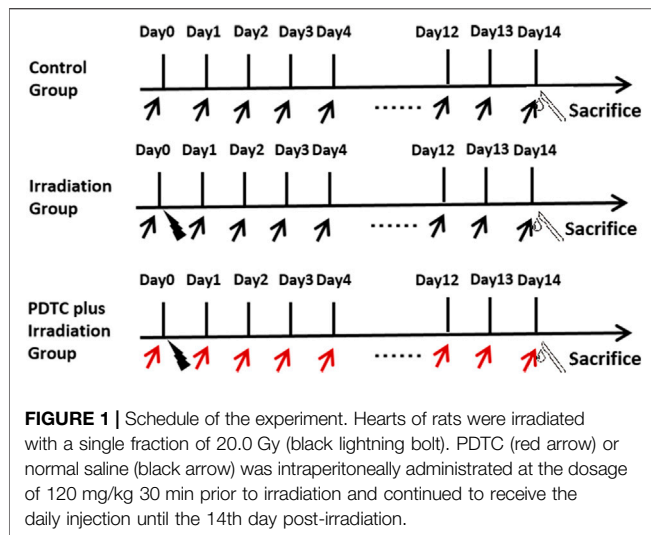 Day0 Day1 Day2 Day3 Day4 Day12 Day13 Day14
Control
Group
Sacrifice
Day0 Day1 Day2 Day3 Day4 Day12 Day13 Day14
Irradiation
Group
Sacrifice
Day0 Day1 Day2 Day3 Day4 Day12 Day13 Day14
PDTC plus
Irradiation
Group
Sacrifice
FIGURE 1 | Schedule of the experiment. Hearts of rats were irradiated
with a single fraction of 20.0 Gy (black lightning bolt). PDTC (red arrow) or
normal saline (black arrow) was intraperitoneally administrated at the dosage
of 120 mg/kg 30 min prior to irradiation and continued to receive the
daily injection until the 14th day post-irradiation.